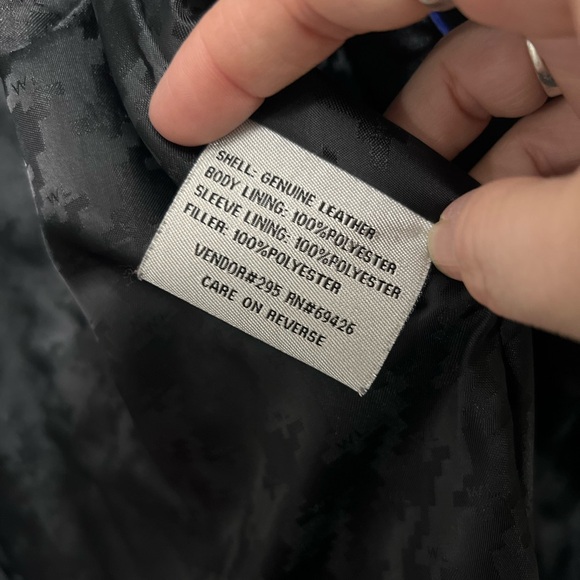 SHELL: GENUINE LEATHER
BODY LINING: 100%POLYESTER
SLEEVE LINING: 100%POLYESTER
FILLER: 100%POLYESTER
VENDOR#295 RN#69426
CARE ON REVERSE